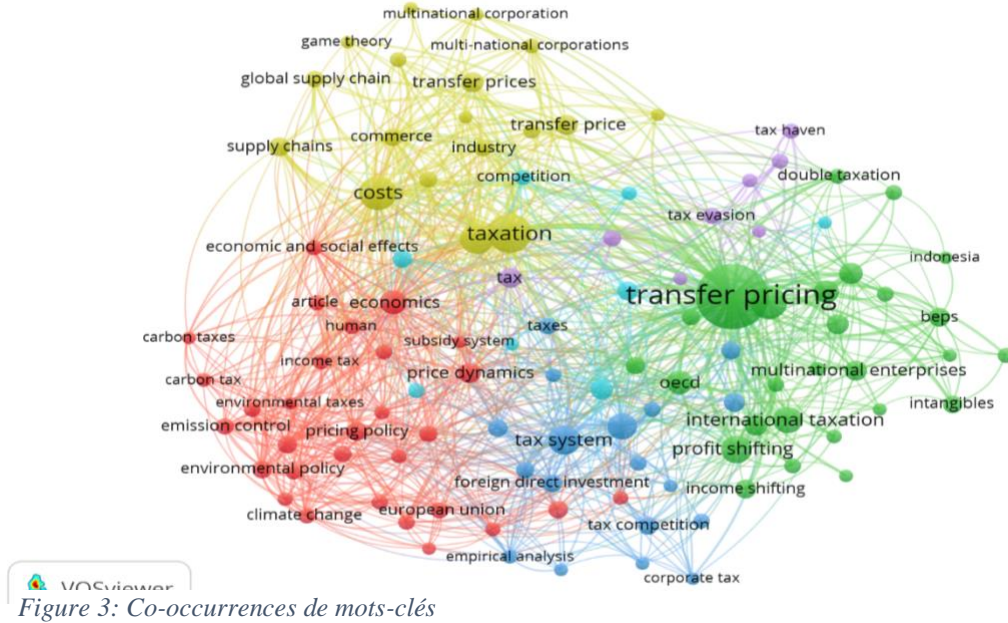 multinational corporation
game theory
multi-national corporations
global supply chain
transfer prices
transfer price
tax haven
commerce
supply chains
industry
competition
double taxation
costs
tax evasion
taxation
economic and social effects
indonesia
tax
transfer pricing
article
economics
human
taxes
beps
carbon taxes
subsidy system
income tax
price dynamics
multinational enterprises
carbon tax
oecd
environmental taxes
intangibles
emission control
pricing policy
international taxation
tax system
profit shifting
environmental policy
foreign direct investment
income shifting
climate change
european union
tax competition
empirical analysis
corporate tax
VOSviewer
Figure 3: Co-occurrences de mots-clés